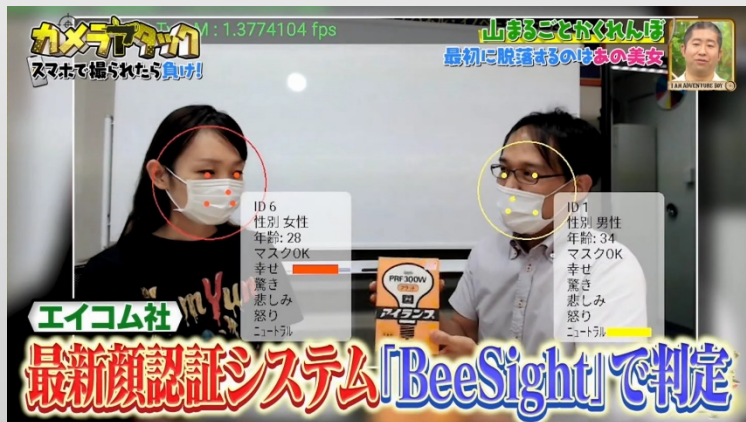 M : 1.3774104 fps
カメラアタック
スマホで撮られたら負け!
山まるごとかくれんぼ
最初に脱落するのはあの美女
I AM ADVENTURE BOY
ID 6
性別 女性
年齢: 28
マスクOK
幸せ
驚き
悲しみ
怒り
ニュートラル
ID 1
性別 男性
年齢: 34
マスクOK
幸せ
驚き
悲しみ
怒り
ニュートラル
PRF300W
アイランプ
エイコム社
最新顔認証システム「BeeSight」で判定